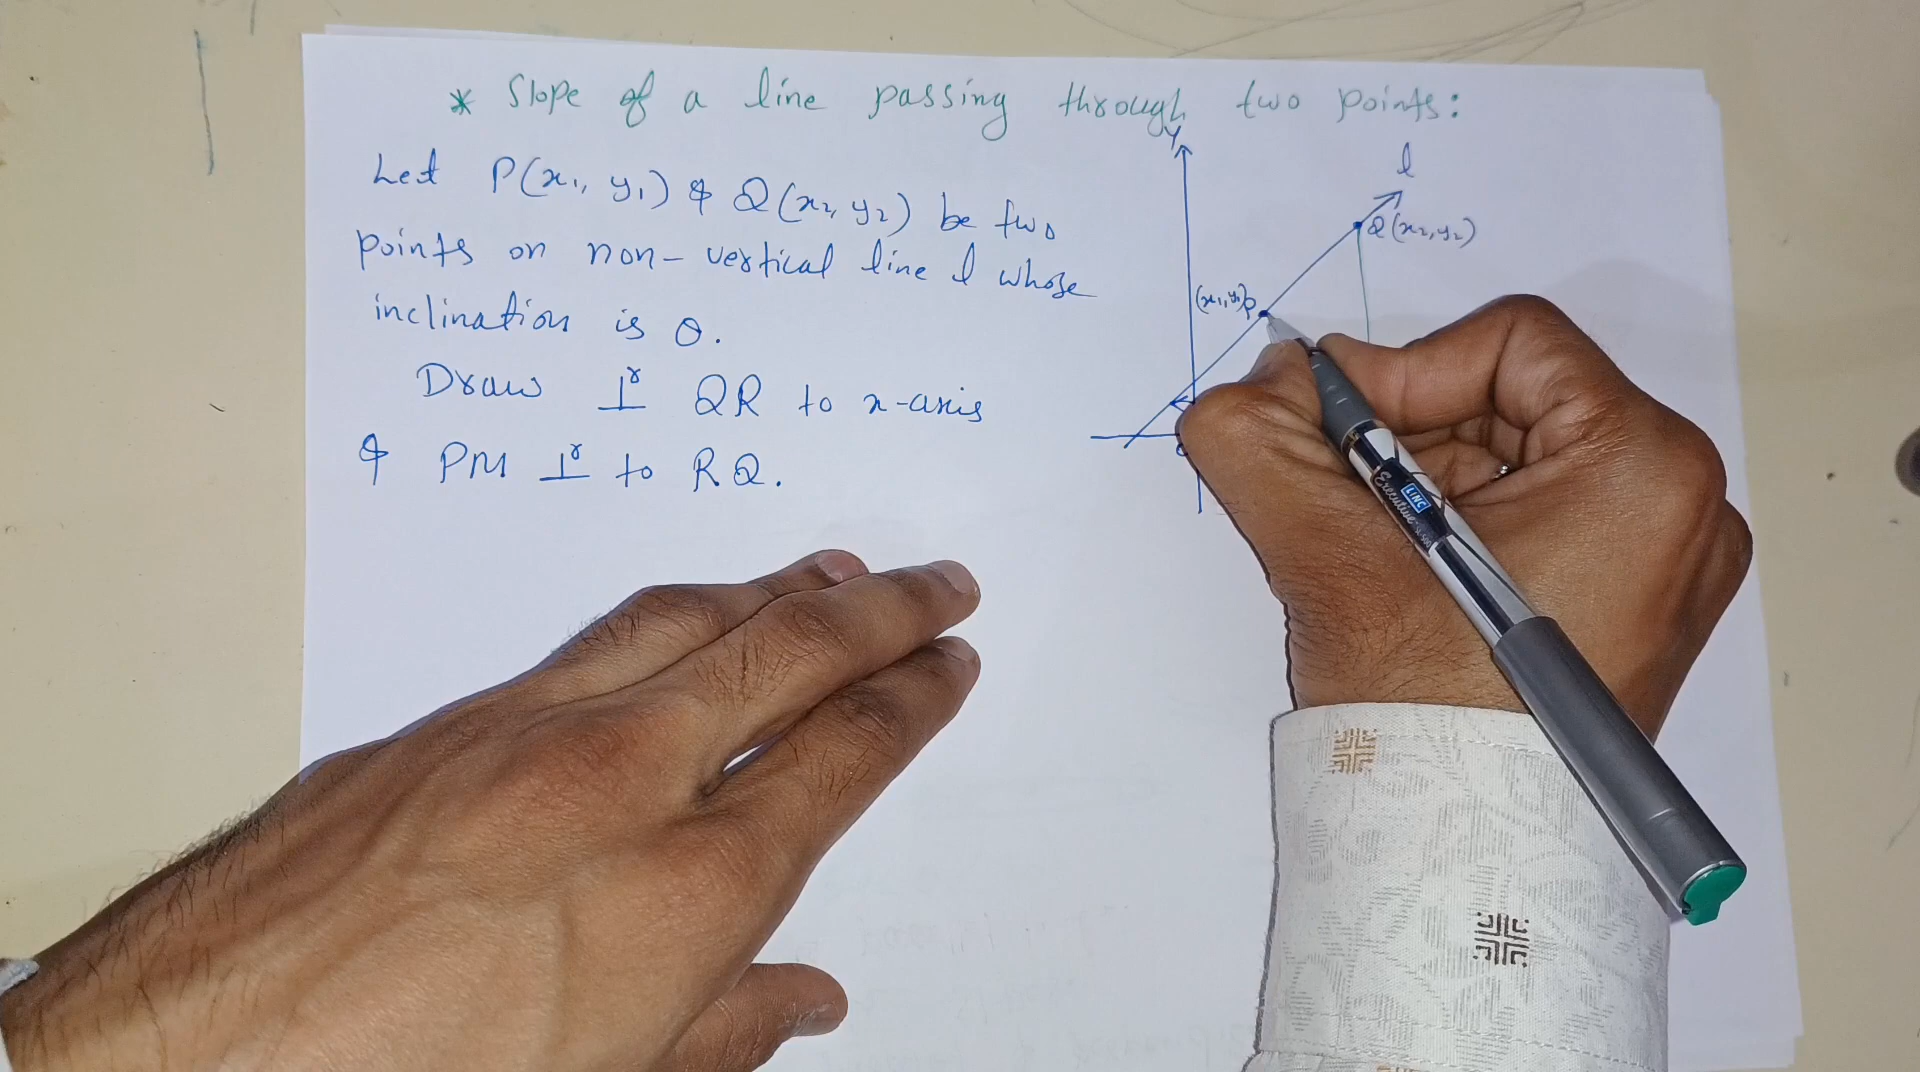 * Slope of a line passing through two points:
Let P(x₁, y₁) & Q(x₂, y₂) be two
points on non-vertical line l whose
inclination is θ.
Draw ⊥ʳ QR to x-axis
& PM ⊥ʳ to RQ.
Y
l
Q(x₂,y₂)
(x₁,y₁)P
LINC
Executive